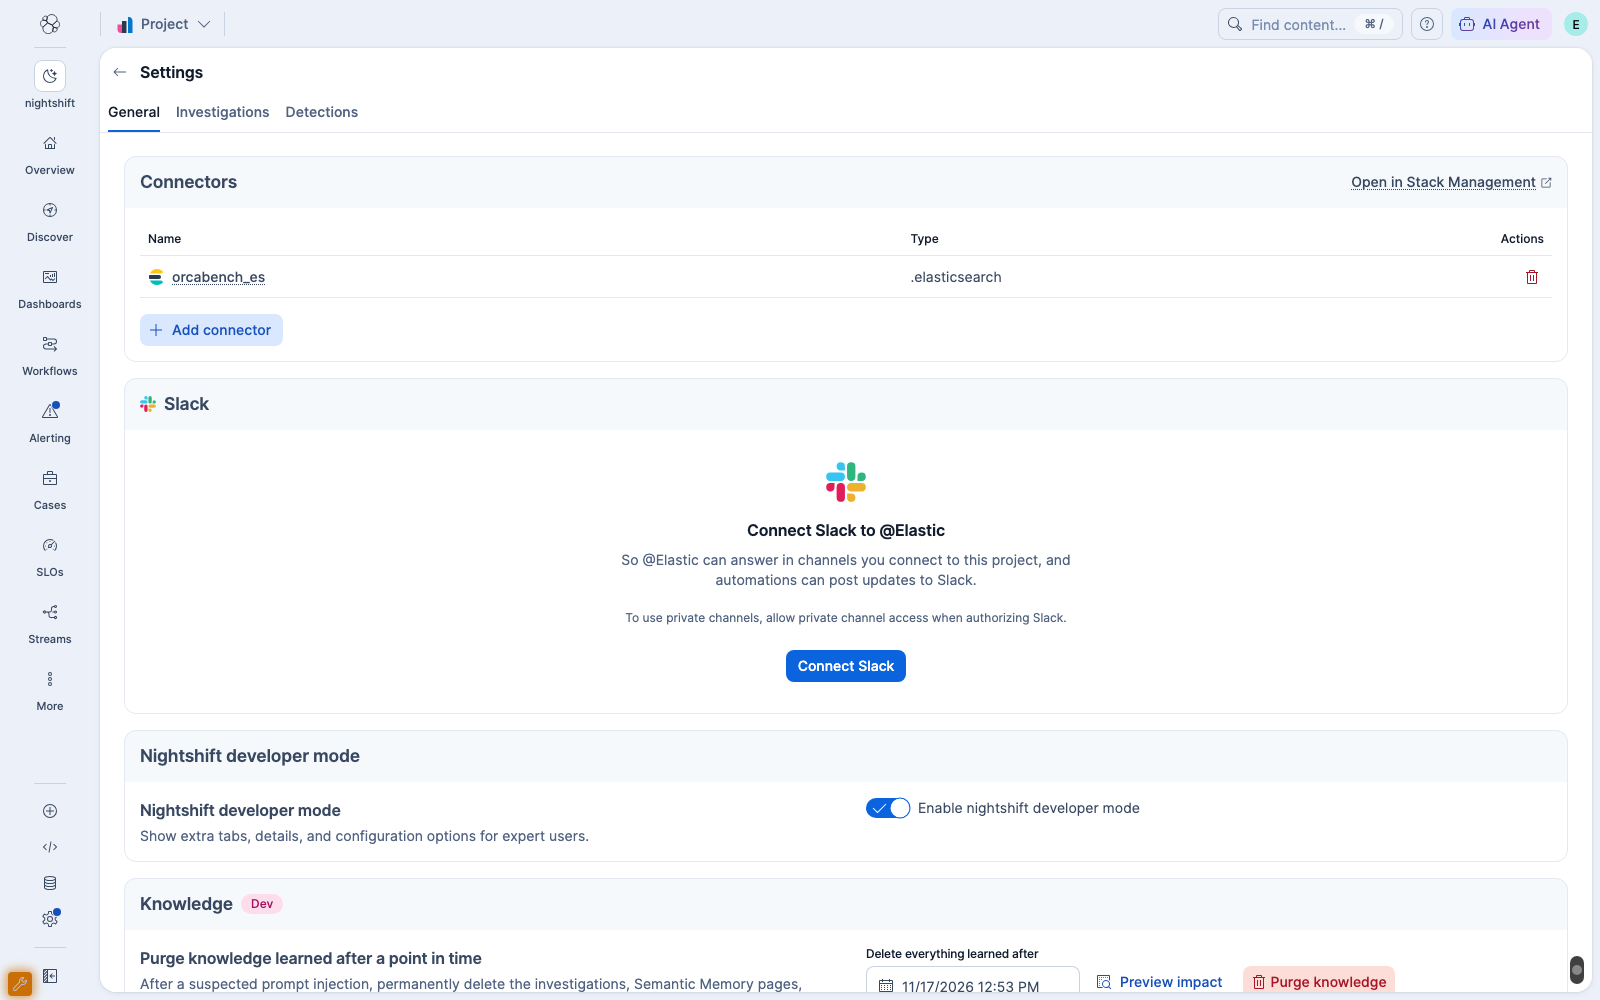 Project
Find content...
⌘ /
AI Agent
E
nightshift
Overview
Discover
Dashboards
Workflows
Alerting
Cases
SLOs
Streams
More
Settings
General
Investigations
Detections
Connectors
Open in Stack Management
Name
Type
Actions
orcabench_es
.elasticsearch
Add connector
Slack
Connect Slack to @Elastic
So @Elastic can answer in channels you connect to this project, and
automations can post updates to Slack.
To use private channels, allow private channel access when authorizing Slack.
Connect Slack
Nightshift developer mode
Nightshift developer mode
Show extra tabs, details, and configuration options for expert users.
Enable nightshift developer mode
Knowledge
Dev
Purge knowledge learned after a point in time
After a suspected prompt injection, permanently delete the investigations, Semantic Memory pages,
Delete everything learned after
11/17/2026 12:53 PM
Preview impact
Purge knowledge